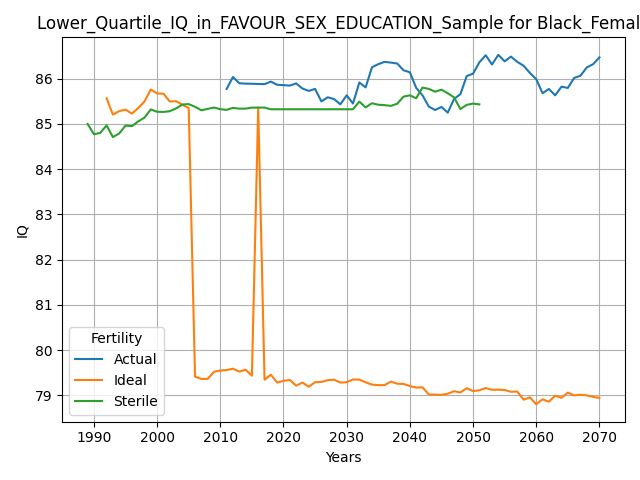 Lower_Quartile_IQ_in_FAVOUR_SEX_EDUCATION_Sample for Black_Femal
IQ
86
85
84
83
82
81
80
79
Fertility
Actual
Ideal
Sterile
1990 2000 2010 2020 2030 2040 2050 2060 2070
Years